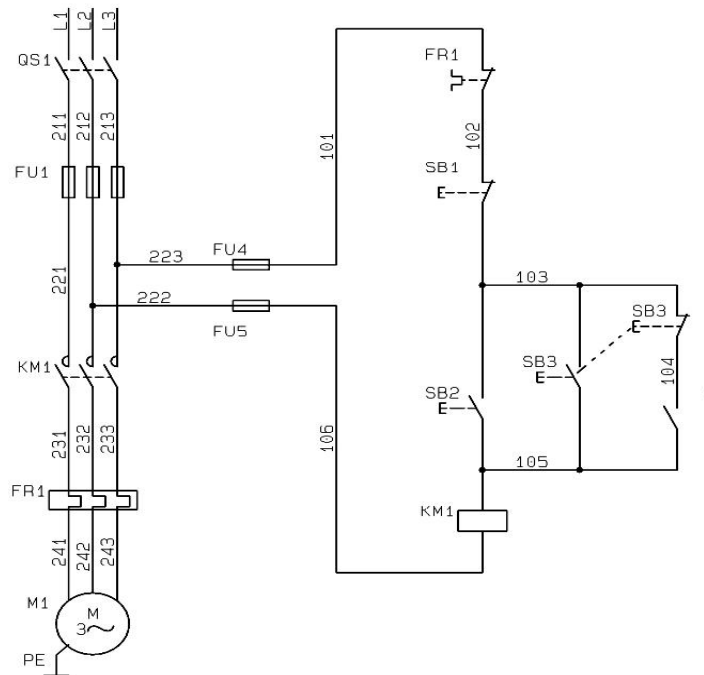 L1
L2
L3
QS1
211
212
213
FU1
221
223
FU4
222
FU5
KM1
231
232
233
FR1
241
242
243
M1
M
3
PE
101
106
FR1
102
SB1
103
SB3
SB3
104
SB2
105
KM1